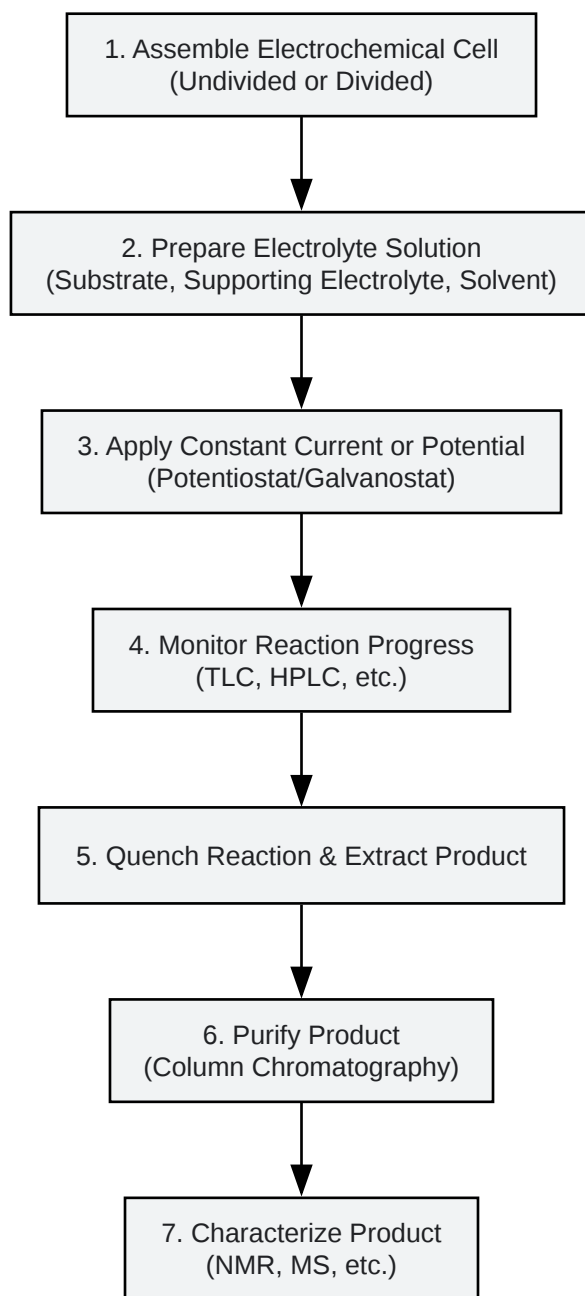 1. Assemble Electrochemical Cell
(Undivided or Divided)
2. Prepare Electrolyte Solution
(Substrate, Supporting Electrolyte, Solvent)
3. Apply Constant Current or Potential
(Potentiostat/Galvanostat)
4. Monitor Reaction Progress
(TLC, HPLC, etc.)
5. Quench Reaction & Extract Product
6. Purify Product
(Column Chromatography)
7. Characterize Product
(NMR, MS, etc.)